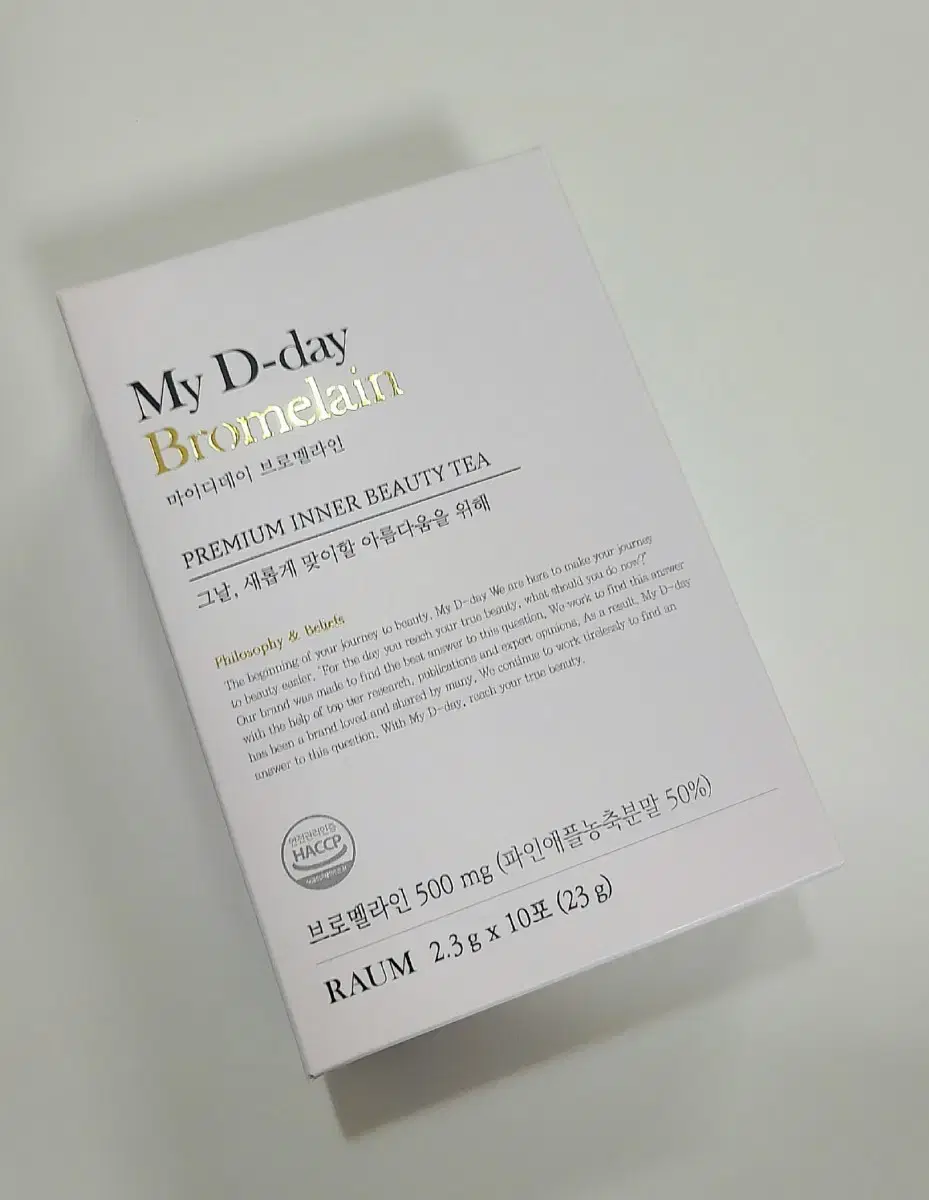 My D-day
Bromelain
마이디데이 브로멜라인
PREMIUM INNER BEAUTY TEA
그날, 새롭게 맞이할 아름다움을 위해
Philosophy & Beliefs
The beginning of your journey to beauty, My D-day We are here to make your journey
to beauty easier. "For the day you reach your true beauty, what should you do now?"
Our brand was made to find the best answer to this question. We work to find this answer
with the help of top tier research, publications and expert opinions. As a result, My D-day
has been a brand loved and shared by many. We continue to work tirelessly to find an
answer to this question. With My D-day, reach your true beauty.
안전관리인증
HACCP
브로멜라인 500 mg (파인애플농축분말 50%)
RAUM 2.3 g x 10포 (23 g)